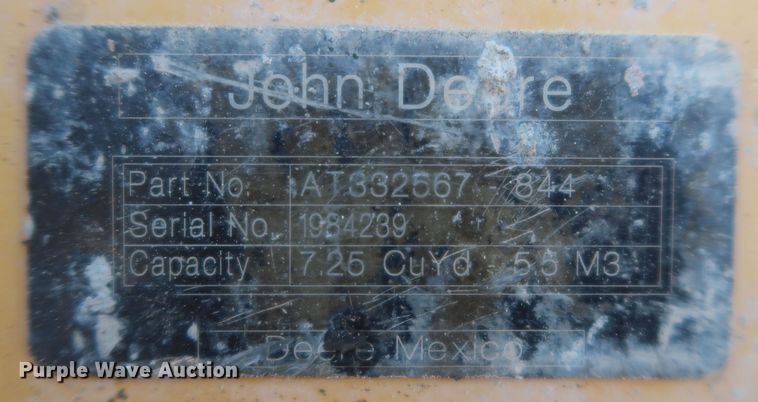 John Deere
Part No. AT332567 844
Serial No. 1984239
Capacity 7.25 CuYd 5.5 M3
Deere Mexico
Purple Wave Auction